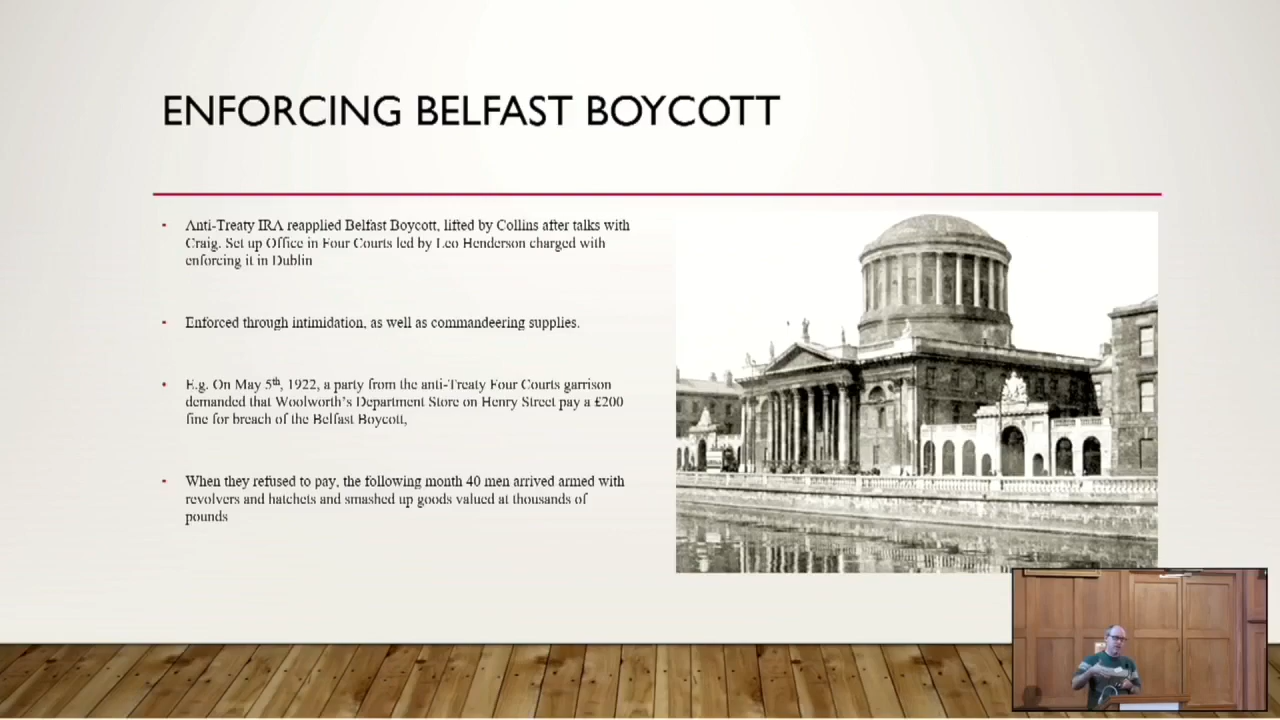 ENFORCING BELFAST BOYCOTT
Anti-Treaty IRA reapplied Belfast Boycott, lifted by Collins after talks with
Craig. Set up Office in Four Courts led by Leo Henderson charged with
enforcing it in Dublin
Enforced through intimidation, as well as commandeering supplies.
E.g. On May 5th, 1922, a party from the anti-Treaty Four Courts garrison
demanded that Woolworth's Department Store on Henry Street pay a £200
fine for breach of the Belfast Boycott,
When they refused to pay, the following month 40 men arrived armed with
revolvers and hatchets and smashed up goods valued at thousands of
pounds